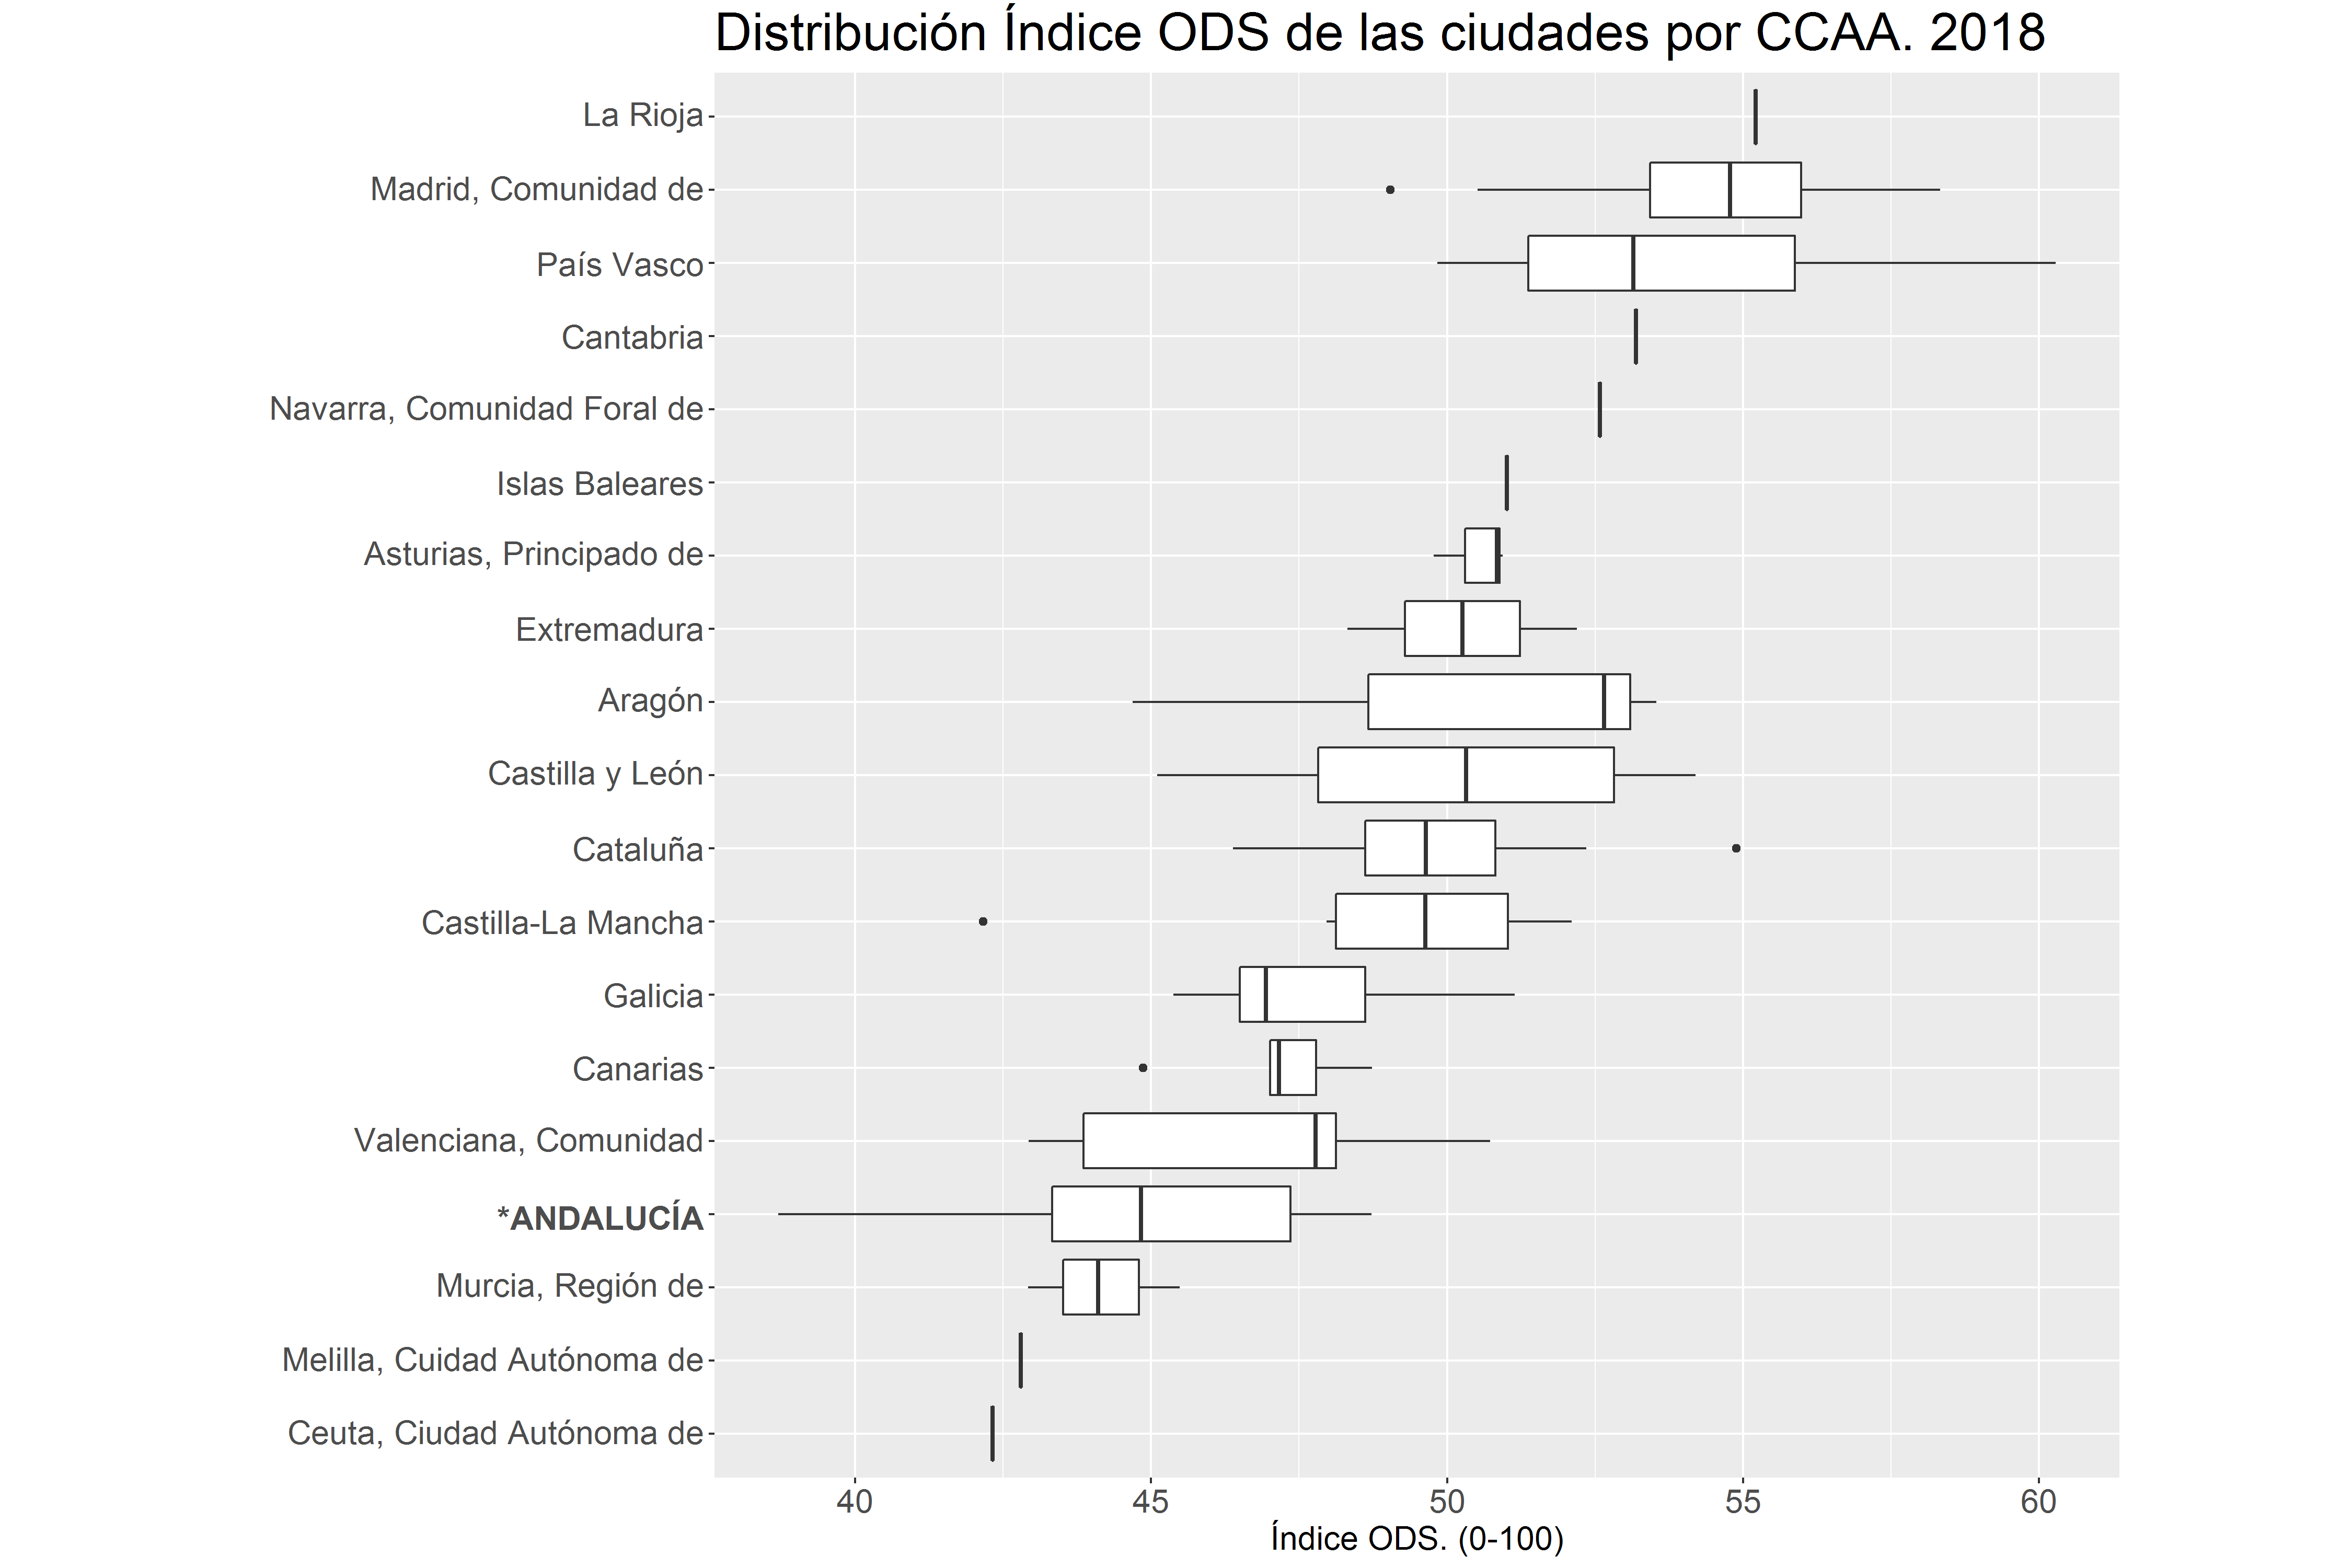 Distribución Índice ODS de las ciudades por CCAA. 2018
La Rioja
Madrid, Comunidad de
País Vasco
Cantabria
Navarra, Comunidad Foral de
Islas Baleares
Asturias, Principado de
Extremadura
Aragón
Castilla y León
Cataluña
Castilla-La Mancha
Galicia
Canarias
Valenciana, Comunidad
*ANDALUCÍA
Murcia, Región de
Melilla, Cuidad Autónoma de
Ceuta, Ciudad Autónoma de
40 45 50 55 60
Índice ODS. (0-100)